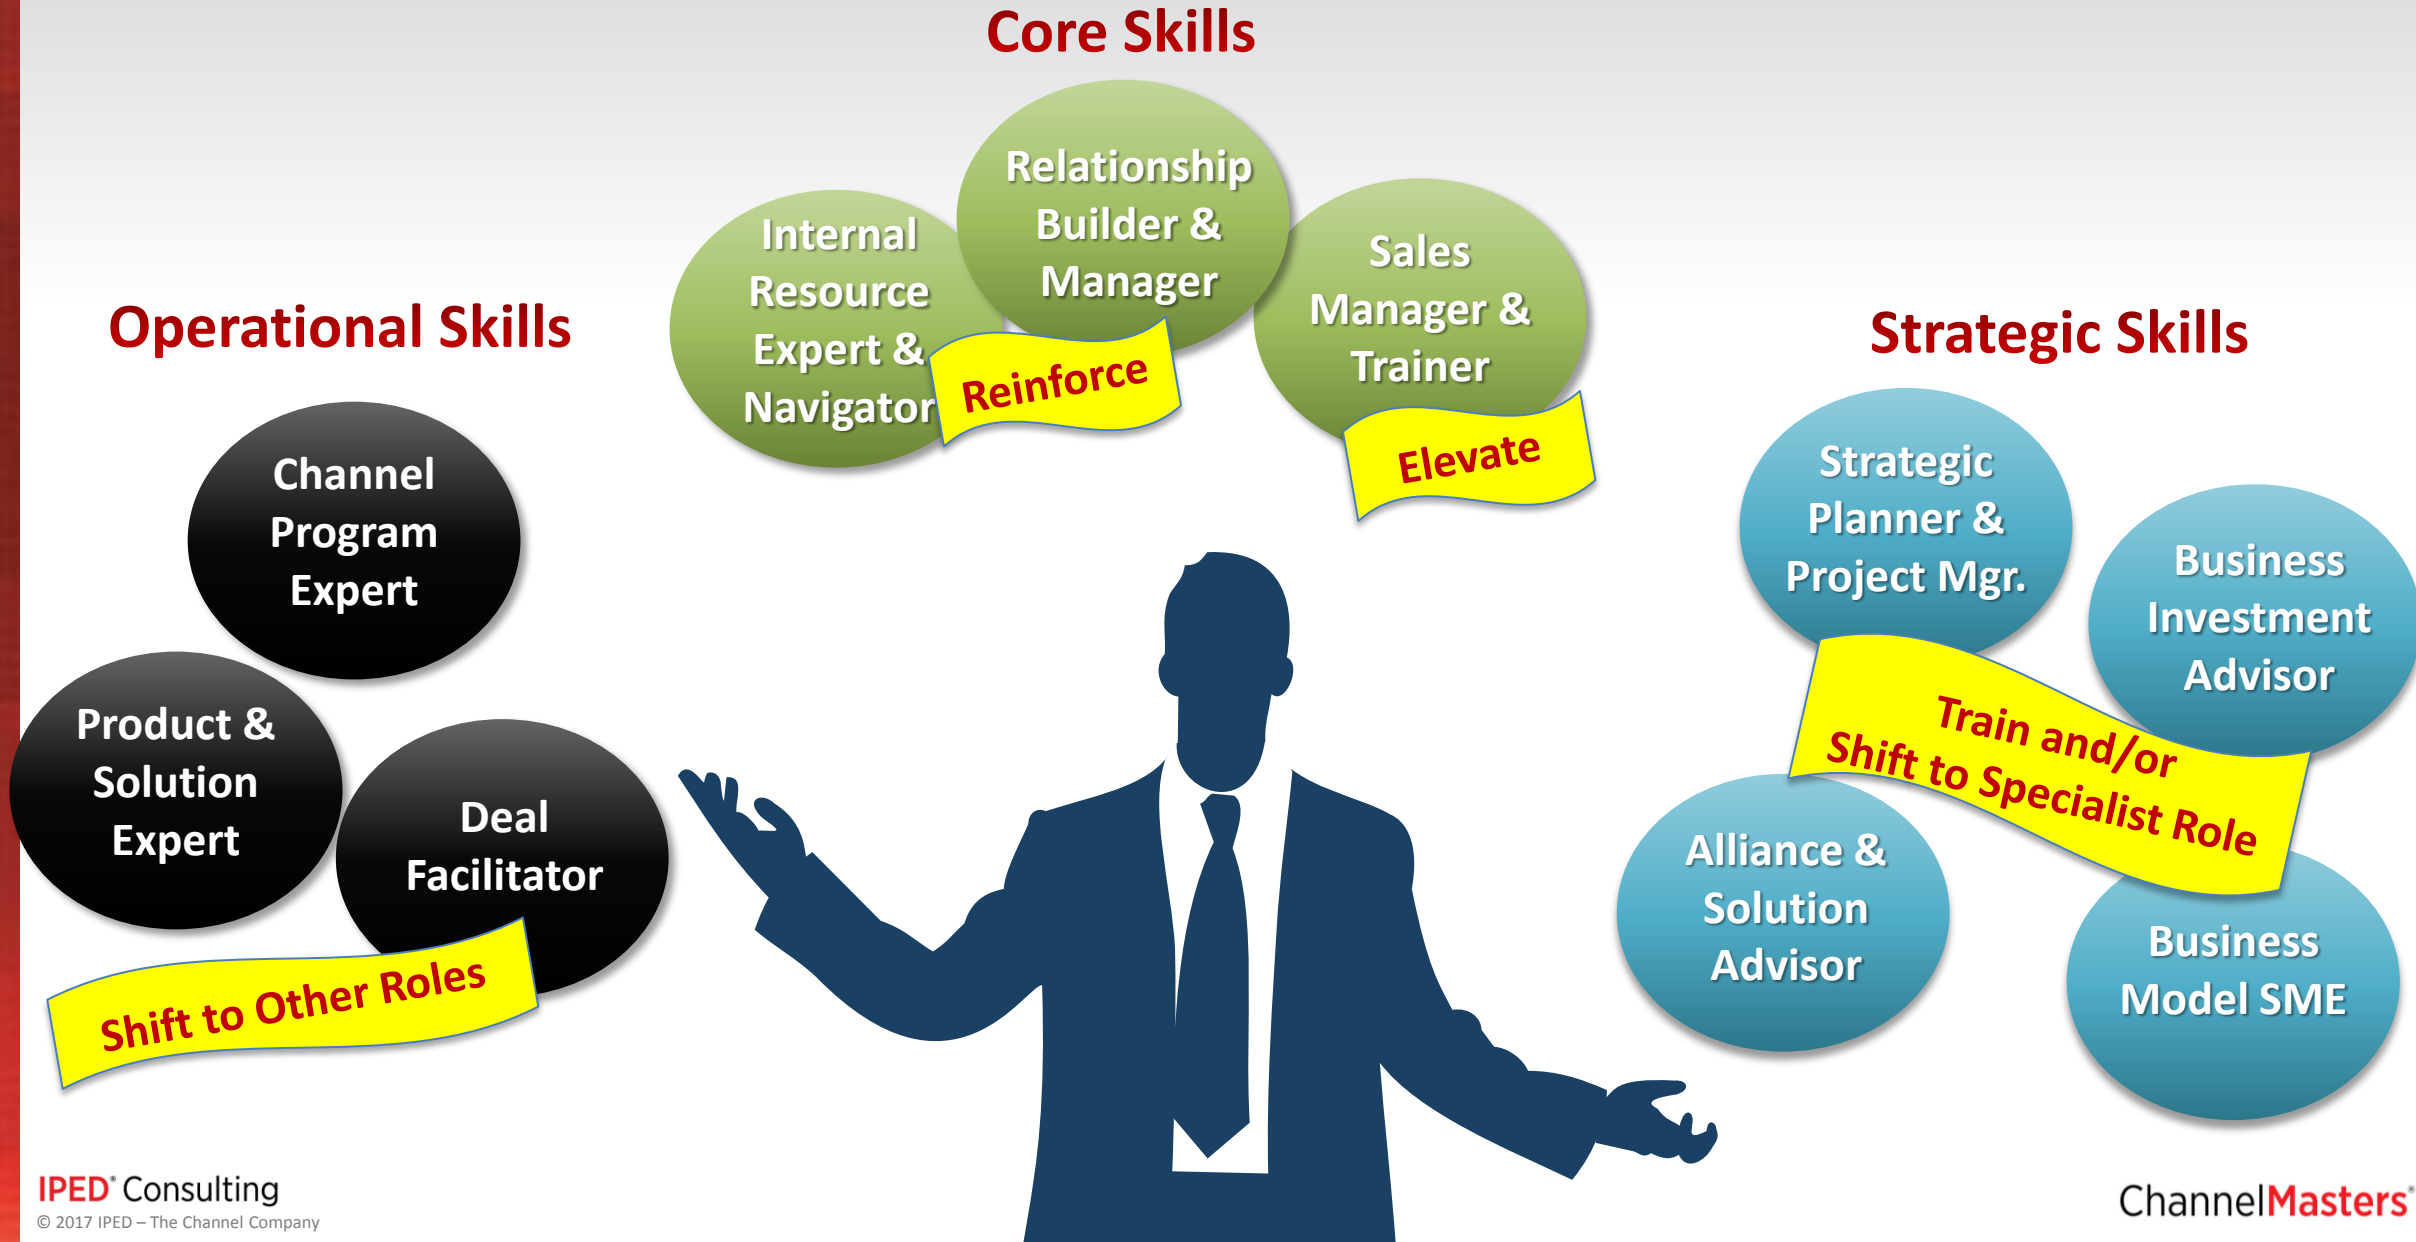 Core Skills
Operational Skills
Strategic Skills
Channel
Program
Expert
Product &
Solution
Expert
Deal
Facilitator
Shift to Other Roles
Internal
Resource
Expert &
Navigator
Relationship
Builder &
Manager
Reinforce
Sales
Manager &
Trainer
Elevate
Strategic
Planner &
Project Mgr.
Business
Investment
Advisor
Train and/or
Shift to Specialist Role
Alliance &
Solution
Advisor
Business
Model SME
IPED® Consulting
© 2017 IPED – The Channel Company
ChannelMasters®